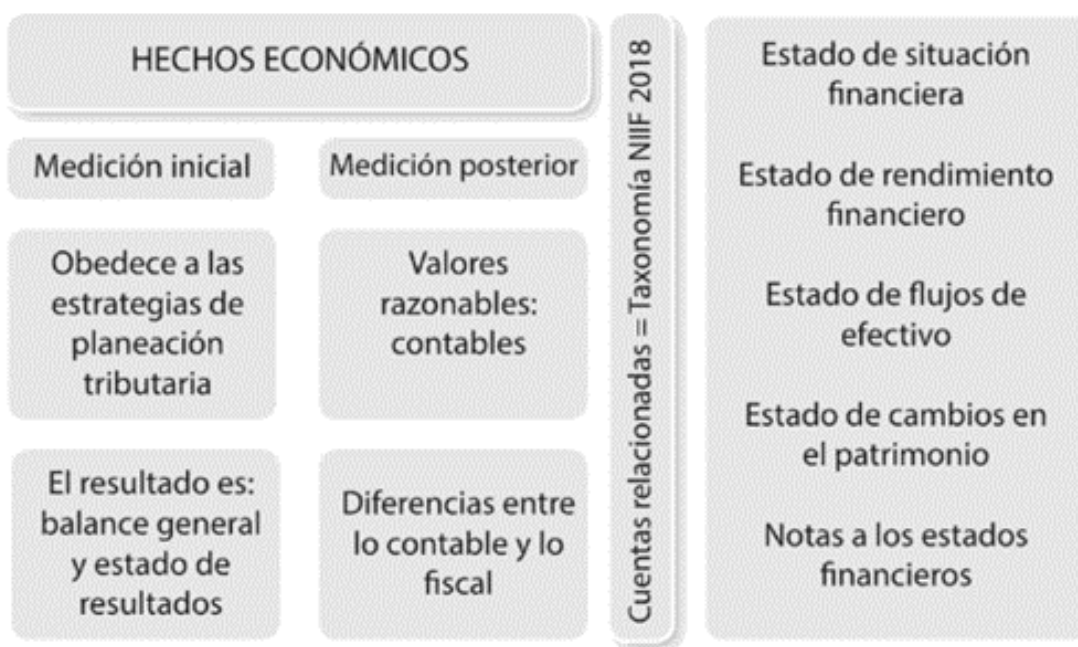 HECHOS ECONÓMICOS
Medición inicial
Medición posterior
Obedece a las
estrategias de
planeación
tributaria
Valores
razonables:
contables
El resultado es:
balance general
y estado de
resultados
Diferencias entre
lo contable y lo
fiscal
Cuentas relacionadas = Taxonomía NIIF 2018
Estado de situación
financiera
Estado de rendimiento
financiero
Estado de flujos de
efectivo
Estado de cambios en
el patrimonio
Notas a los estados
financieros